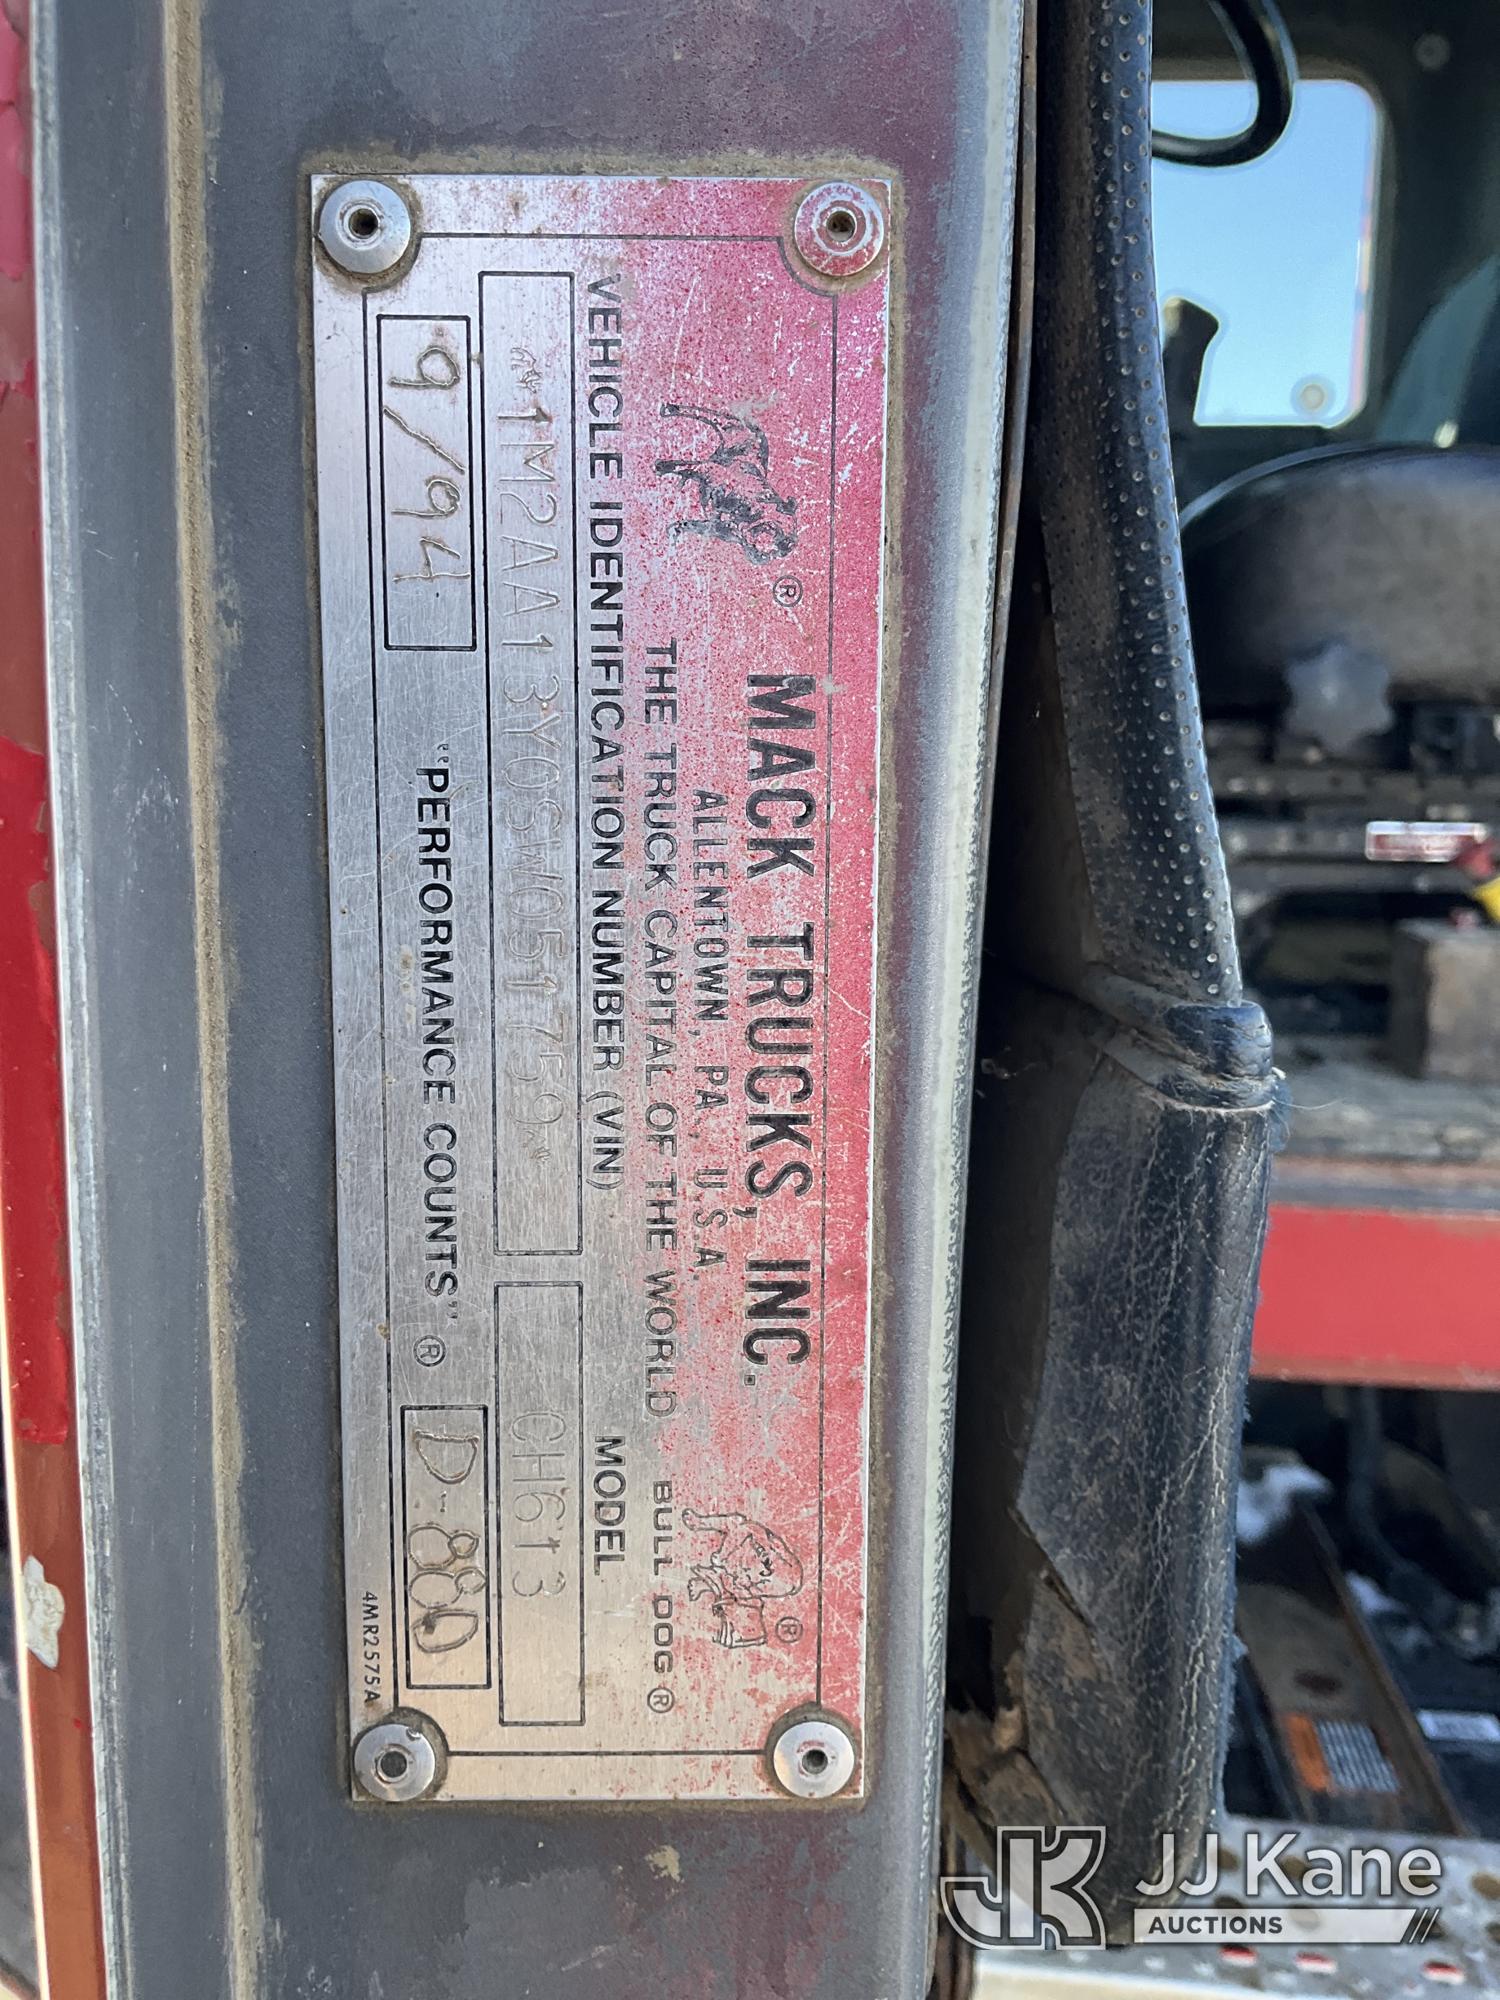 ® MACK TRUCKS, INC.
ALLENTOWN, PA., U.S.A.
THE TRUCK CAPITAL OF THE WORLD BULL DOG® ®
VEHICLE IDENTIFICATION NUMBER (VIN) MODEL
1M2AA13Y0SW051759 CH613
9/94 "PERFORMANCE COUNTS"® D-880
4MR2575A
JK JJ Kane
AUCTIONS